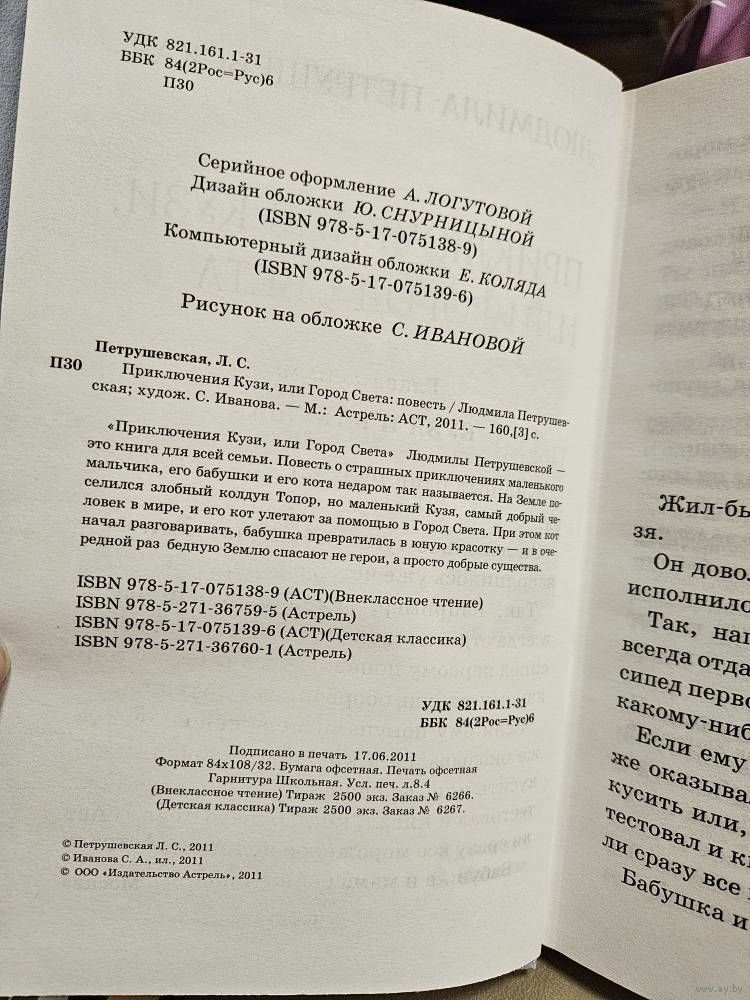 УДК 821.161.1-31
ББК 84(2Рос=Рус)6
П30
Серийное оформление А. ЛОГУТОВОЙ
Дизайн обложки Ю. СНУРНИЦЫНОЙ
(ISBN 978-5-17-075138-9)
Компьютерный дизайн обложки Е. КОЛЯДА
(ISBN 978-5-17-075139-6)
Рисунок на обложке С. ИВАНОВОЙ
Петрушевская, Л. С.
П30 Приключения Кузи, или Город Света: повесть / Людмила Петрушев-
ская; худож. С. Иванова. — М.: Астрель: АСТ, 2011. — 160,[3] с.
«Приключения Кузи, или Город Света» Людмилы Петрушевской —
это книга для всей семьи. Повесть о страшных приключениях маленького
мальчика, его бабушки и его кота недаром так называется. На Земле по-
селился злобный колдун Топор, но маленький Кузя, самый добрый че-
ловек в мире, и его кот улетают за помощью в Город Света. При этом кот
начал разговаривать, бабушка превратилась в юную красотку — и в оче-
редной раз бедную Землю спасают не герои, а просто добрые существа.
ISBN 978-5-17-075138-9 (АСТ)(Внеклассное чтение)
ISBN 978-5-271-36759-5 (Астрель)
ISBN 978-5-17-075139-6 (АСТ)(Детская классика)
ISBN 978-5-271-36760-1 (Астрель)
УДК 821.161.1-31
ББК 84(2Рос=Рус)6
Подписано в печать 17.06.2011
Формат 84х108/32. Бумага офсетная. Печать офсетная
Гарнитура Школьная. Усл. печ. л.8.4
(Внеклассное чтение) Тираж 2500 экз. Заказ № 6266.
(Детская классика) Тираж 2500 экз. Заказ № 6267.
© Петрушевская Л. С., 2011
© Иванова С. А., ил., 2011
© ООО «Издательство Астрель», 2011
Жил-бы
зя.
Он довол
исполнило
Так, нап
всегда отда
сипед перво
какому-ниб
Если ему
же оказывал
кусить или,
тестовал и к
ли сразу все
Бабушка и
www.ay.by